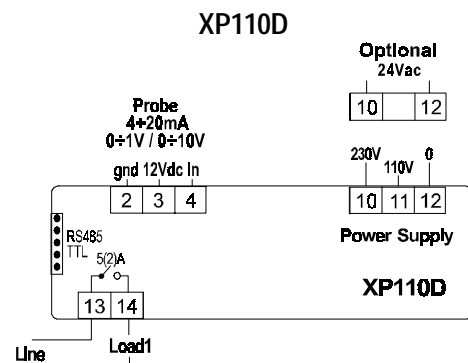 XP110D
Optional
24Vac
10 12
Probe
4÷20mA
0÷1V / 0÷10V
gnd 12Vdc In
2 3 4
230V 110V 0
10 11 12
Power Supply
RS485
TTL
5(2)A
XP110D
13 14
Line
Load1